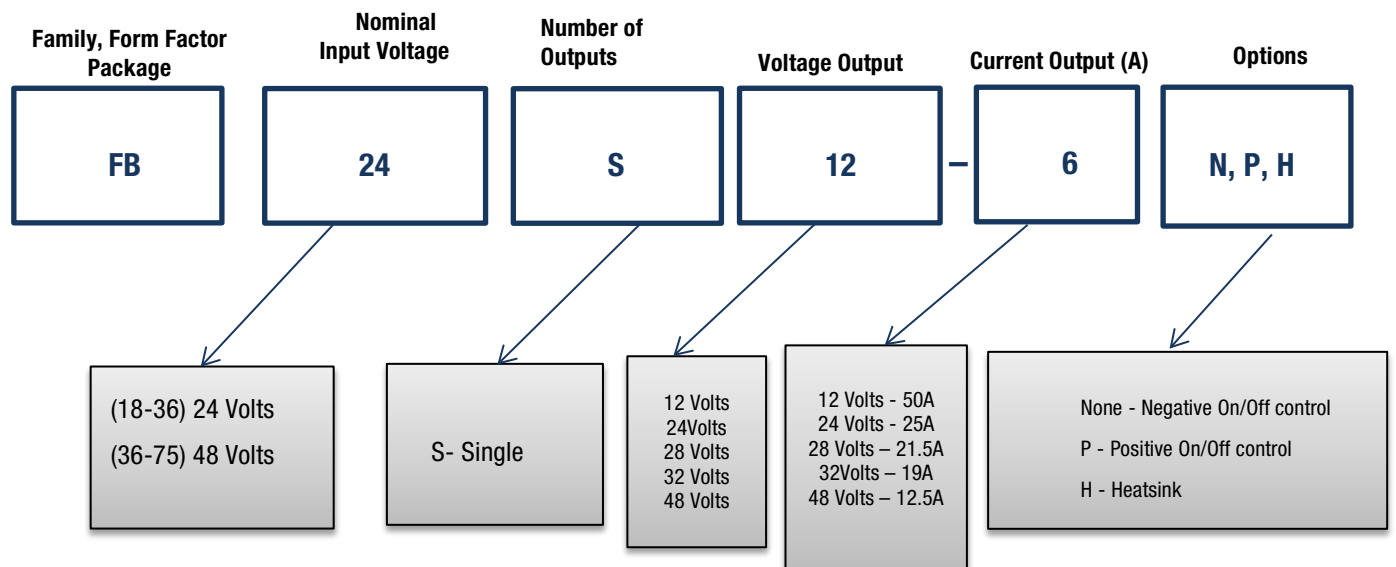 Family, Form Factor
Package
Nominal
Input Voltage
Number of
Outputs
Voltage Output
Current Output (A)
Options
FB
24
S
12
–
6
N, P, H
(18-36) 24 Volts
(36-75) 48 Volts
S- Single
12 Volts
24Volts
28 Volts
32 Volts
48 Volts
12 Volts - 50A
24 Volts - 25A
28 Volts – 21.5A
32Volts – 19A
48 Volts – 12.5A
None - Negative On/Off control
P - Positive On/Off control
H - Heatsink